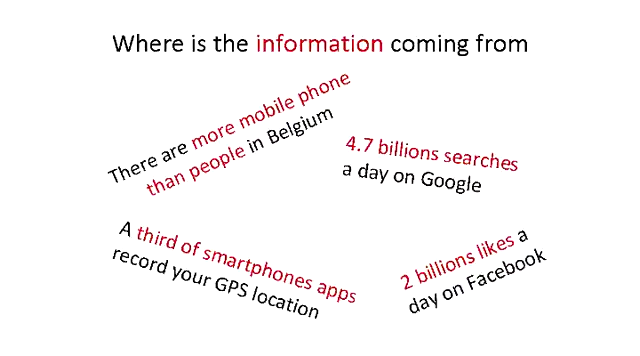 Where is the information coming from
There are more mobile phone
than people in Belgium
4.7 billions searches
a day on Google
A third of smartphones apps
record your GPS location
2 billions likes a
day on Facebook